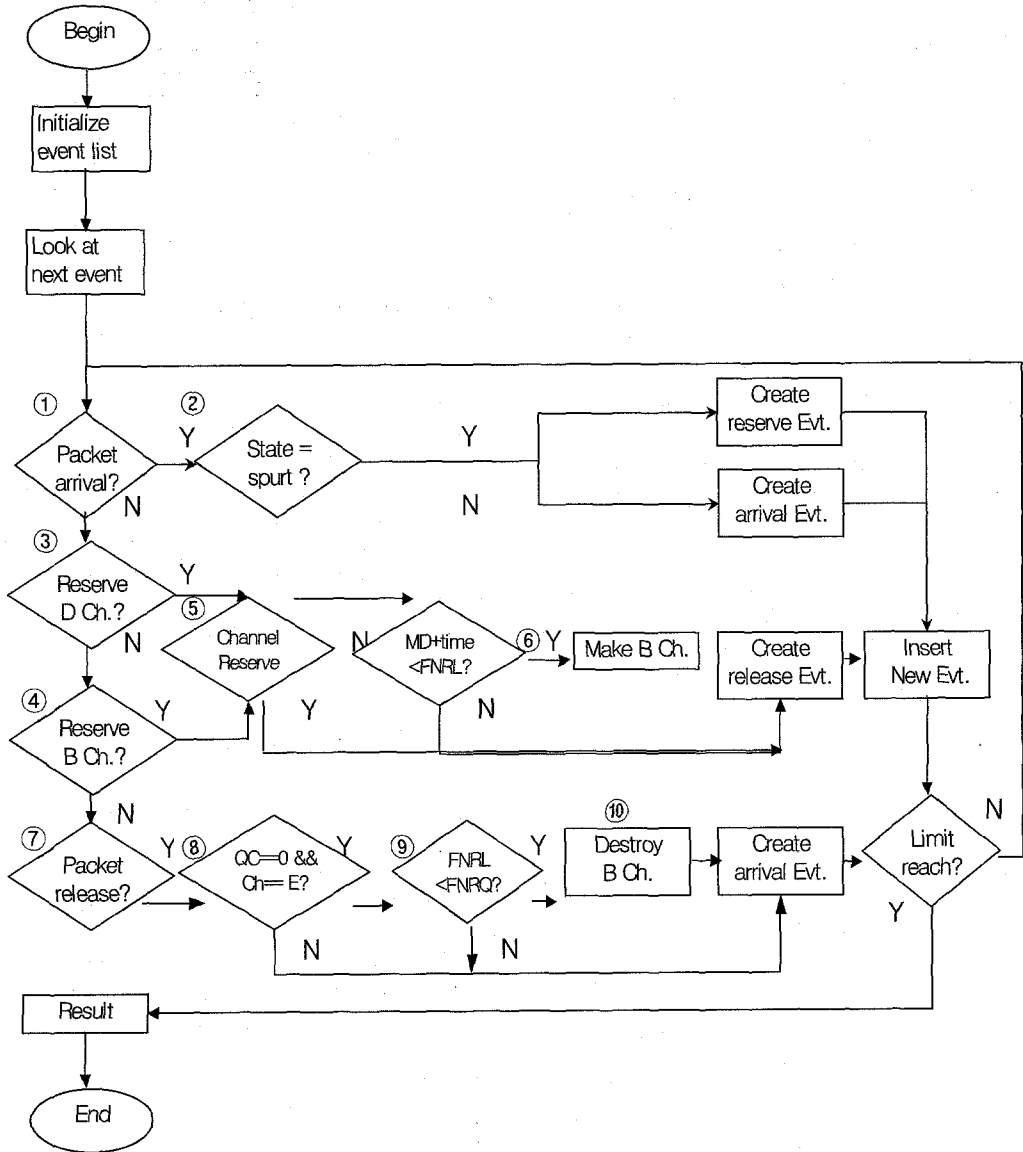 Begin
Initialize
event list
Look at
next event
①
Packet
arrival?
Y
N
②
State =
spurt ?
Y
N
Create
reserve Evt.
Create
arrival Evt.
③
Reserve
D Ch.?
Y
N
⑤
Channel
Reserve
N
Y
MD+time
<FNRL?
⑥
Y
N
Make B Ch.
Create
release Evt.
Insert
New Evt.
④
Reserve
B Ch.?
Y
N
⑦
Packet
release?
Y
⑧
QC==0 &&
Ch== E?
Y
N
⑨
FNRL
<FNRQ?
Y
N
⑩
Destroy
B Ch.
Create
arrival Evt.
Limit
reach?
N
Y
Result
End